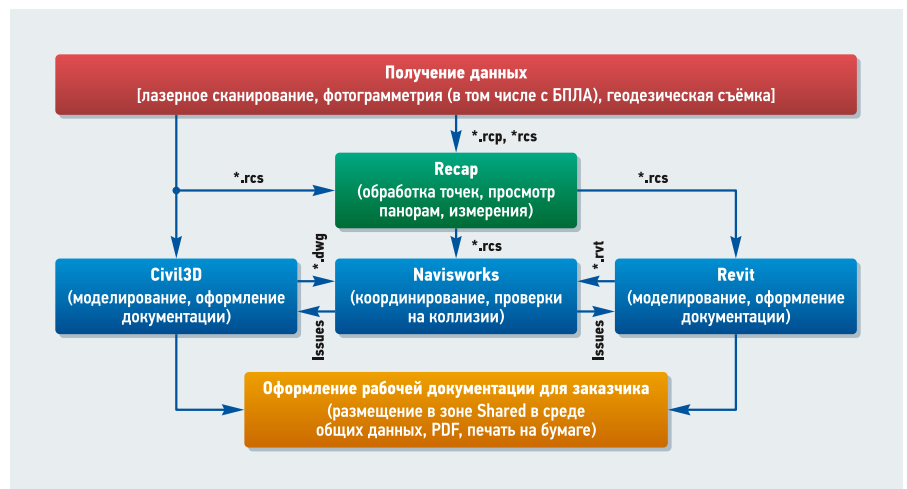 Получение данных
[лазерное сканирование, фотограмметрия (в том числе с БПЛА), геодезическая съёмка]
*.rcp, *rcs
Recap
(обработка точек, просмотр
панорам, измерения)
*.rcs
*.rcs
*.rcs
*.dwg
*.rvt
Civil3D
(моделирование, оформление
документации)
Navisworks
(координирование, проверки
на коллизии)
Revit
(моделирование, оформление
документации)
Issues
Issues
Оформление рабочей документации для заказчика
(размещение в зоне Shared в среде
общих данных, PDF, печать на бумаге)